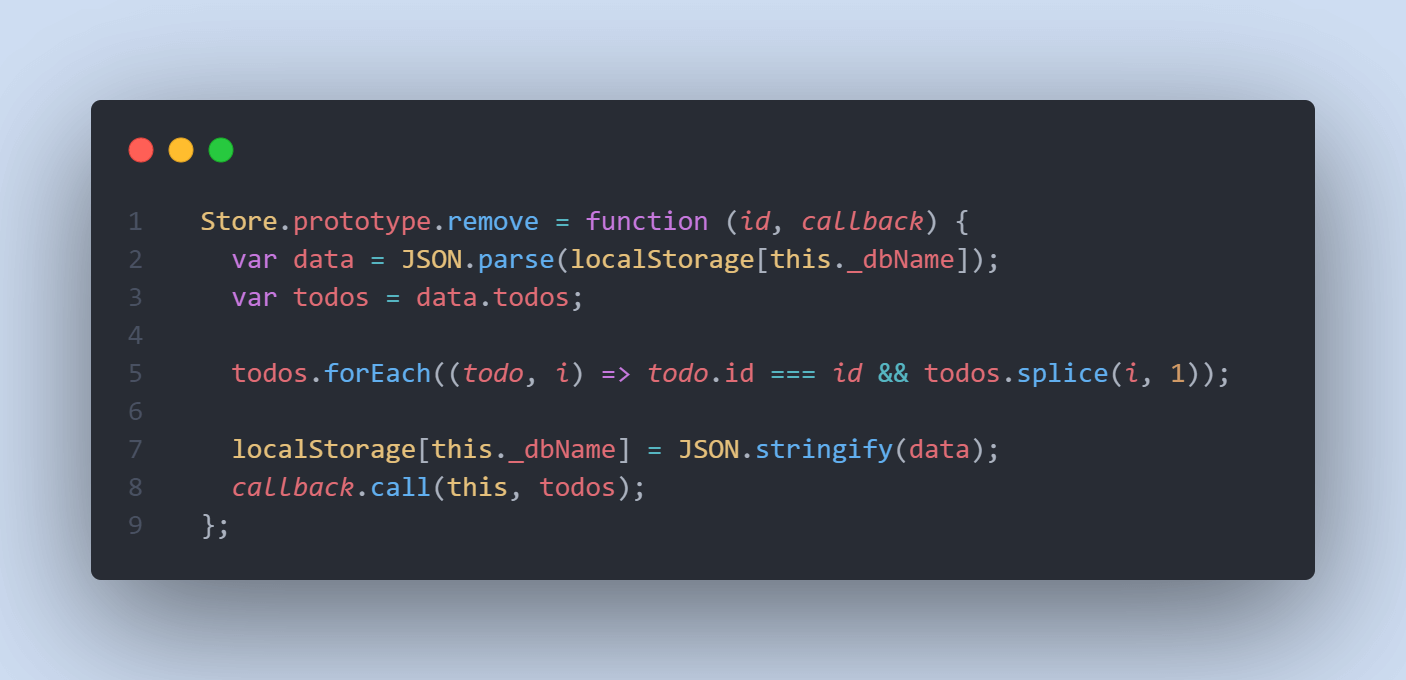 1 Store.prototype.remove = function (id, callback) {
2   var data = JSON.parse(localStorage[this._dbName]);
3   var todos = data.todos;
4
5   todos.forEach((todo, i) => todo.id === id && todos.splice(i, 1));
6
7   localStorage[this._dbName] = JSON.stringify(data);
8   callback.call(this, todos);
9 };